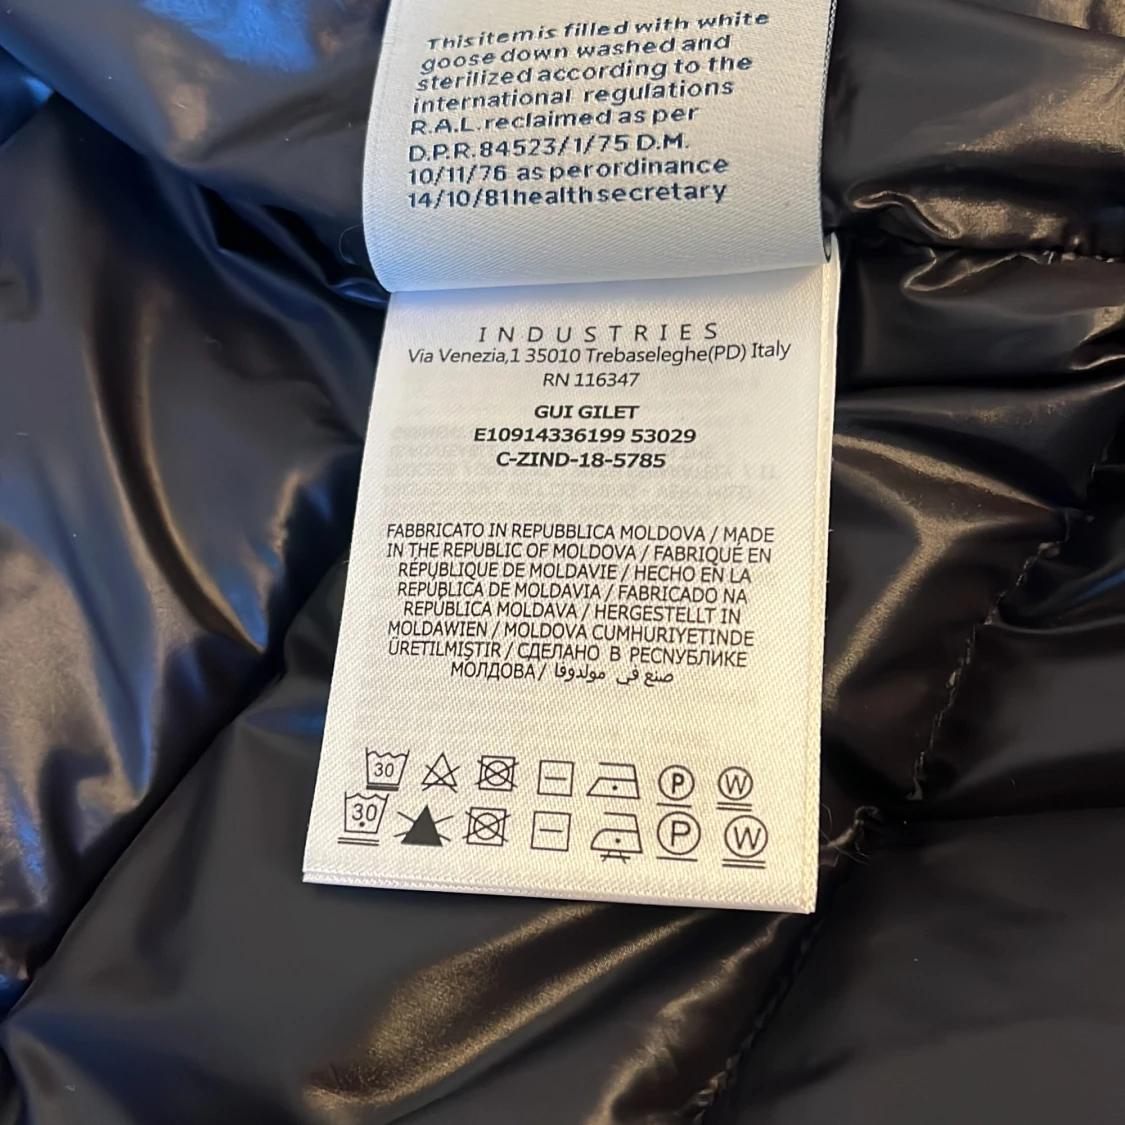 This item is filled with white
goose down washed and
sterilized according to the
international regulations
R.A.L. reclaimed as per
D.P.R. 84523/1/75 D.M.
10/11/76 as per ordinance
14/10/81 health secretary
INDUSTRIES
Via Venezia,1 35010 Trebaseleghe(PD) Italy
RN 116347
GUI GILET
E10914336199 53029
C-ZIND-18-5785
FABBRICATO IN REPUBBLICA MOLDOVA / MADE
IN THE REPUBLIC OF MOLDOVA / FABRIQUÉ EN
RÉPUBLIQUE DE MOLDAVIE / HECHO EN LA
REPÚBLICA DE MOLDAVIA / FABRICADO NA
REPÚBLICA MOLDAVA / HERGESTELLT IN
MOLDAWIEN / MOLDOVA CUMHURIYETINDE
ÜRETILMIŞTIR / СДЕЛАНО В РЕСПУБЛИКЕ
МОЛДОВА / صنع في مولدوفا
30 P W
30 P W